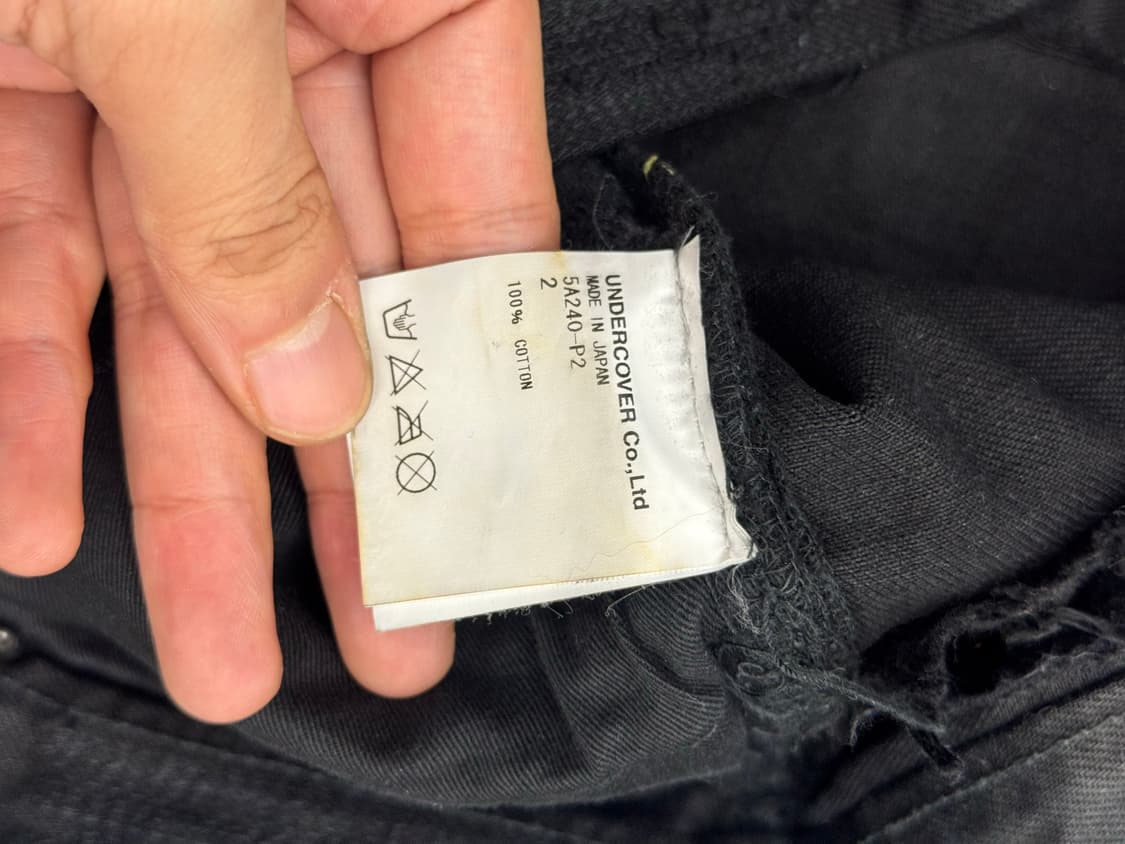 UNDERCOVER Co.,Ltd
MADE IN JAPAN
5A240-P2
2
100% COTTON